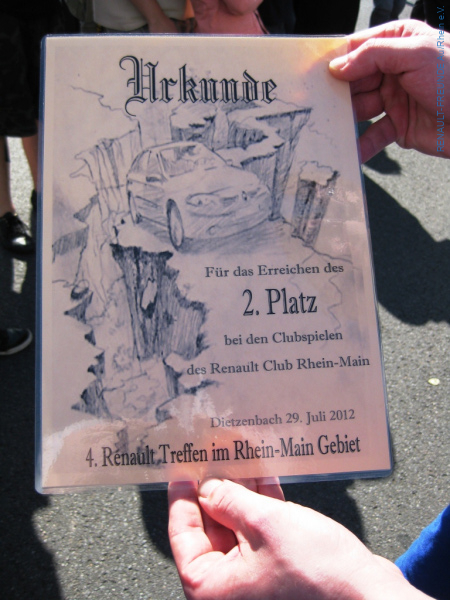 Urkunde
Für das Erreichen des
2. Platz
bei den Clubspielen
des Renault Club Rhein-Main
Dietzenbach 29. Juli 2012
4. Renault Treffen im Rhein-Main Gebiet